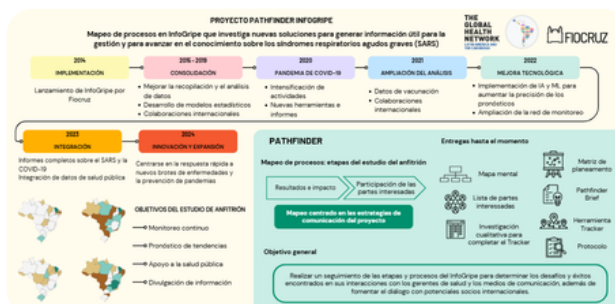 PROYECTO PATHFINDER INFOGRIPE
Mapeo de procesos en InfoGripe que investiga nuevas soluciones para generar información útil para la
gestión y para avanzar en el conocimiento sobre los síndromes respiratorios agudos graves (SARS)
THE
GLOBAL
HEALTH
NETWORK
LATIN AMERICA AND
THE CARIBBEAN
FIOCRUZ
2014
IMPLEMENTACIÓN
Lanzamiento de InfoGripe por
Fiocruz
2015 -2019
CONSOLIDACIÓN
Mejorar la recopilación y el análisis
de datos
Desarrollo de modelos estadísticos
Colaboraciones internacionales
2020
PANDEMIA DE COVID-19
Intensificación de
actividades
Nuevas herramientas e
informes
2021
AMPLIACIÓN DEL ANÁLISIS
Datos de vacunación
Colaboraciones
internacionales
2022
MEJORA TECNOLÓGICA
Implementación de IA y ML para
aumentar la precisión de los
pronósticos
Ampliación de la red de monitoreo
2023
INTEGRACIÓN
Informes completos sobre el SARS y la
COVID-19
Integración de datos de salud pública
2024
INNOVACIÓN Y EXPANSIÓN
Centrarse en la respuesta rápida a
nuevos brotes de enfermedades y
la prevención de pandemias
OBJETIVOS DEL ESTUDIO DE
ANFITRIÓN
Monitoreo continuo
Pronóstico de tendencias
Apoyo a la salud pública
Divulgación de información
PATHFINDER
Mapeo de procesos: etapas del estudio del anfitrión
Resultados e impacto
Participación de las
partes interesadas
Mapeo centrado en las estrategias de
comunicación del proyecto
Entregas hasta el momento
Mapa mental
Lista de partes
interesadas
Investigación
cualitativa para
completar el Tracker
Matriz de
planeamento
Pathfinder
Brief
Herramienta
Tracker
Protocolo
Objetivo general
Realizar un seguimiento de las etapas y procesos del InfoGripe para determinar los desafíos y éxitos
encontrados en sus interacciones con los gerentes de salud y los medios de comunicación, además de
fomentar el diálogo con potenciales socios internacionales.